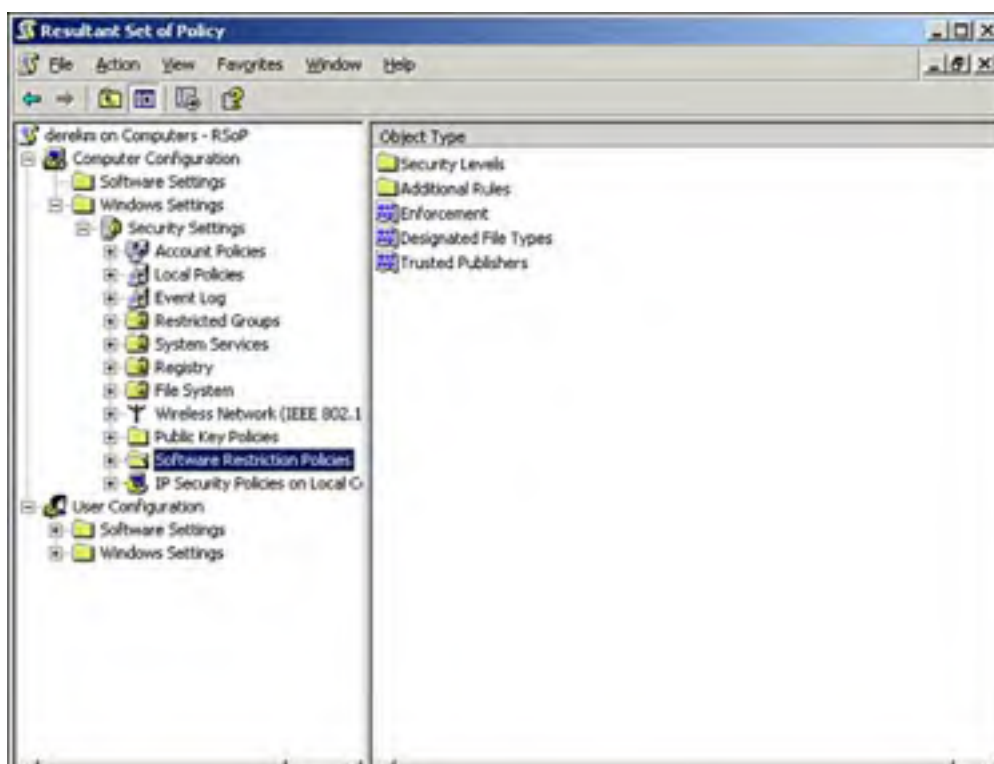 Resultant Set of Policy
File Action View Favorites Window Help
derekm on Computers - RSoP
Computer Configuration
Software Settings
Windows Settings
Security Settings
Account Policies
Local Policies
Event Log
Restricted Groups
System Services
Registry
File System
Wireless Network (IEEE 802.1
Public Key Policies
Software Restriction Policies
IP Security Policies on Local C
User Configuration
Software Settings
Windows Settings
Object Type
Security Levels
Additional Rules
Enforcement
Designated File Types
Trusted Publishers